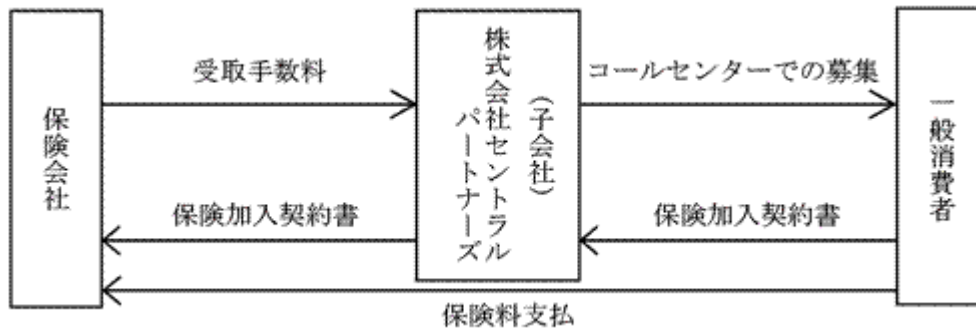 保険会社
受取手数料
株式会社セントラル
パートナーズ
（子会社）
コールセンターでの募集
一般消費者
保険加入契約書
保険加入契約書
保険料支払